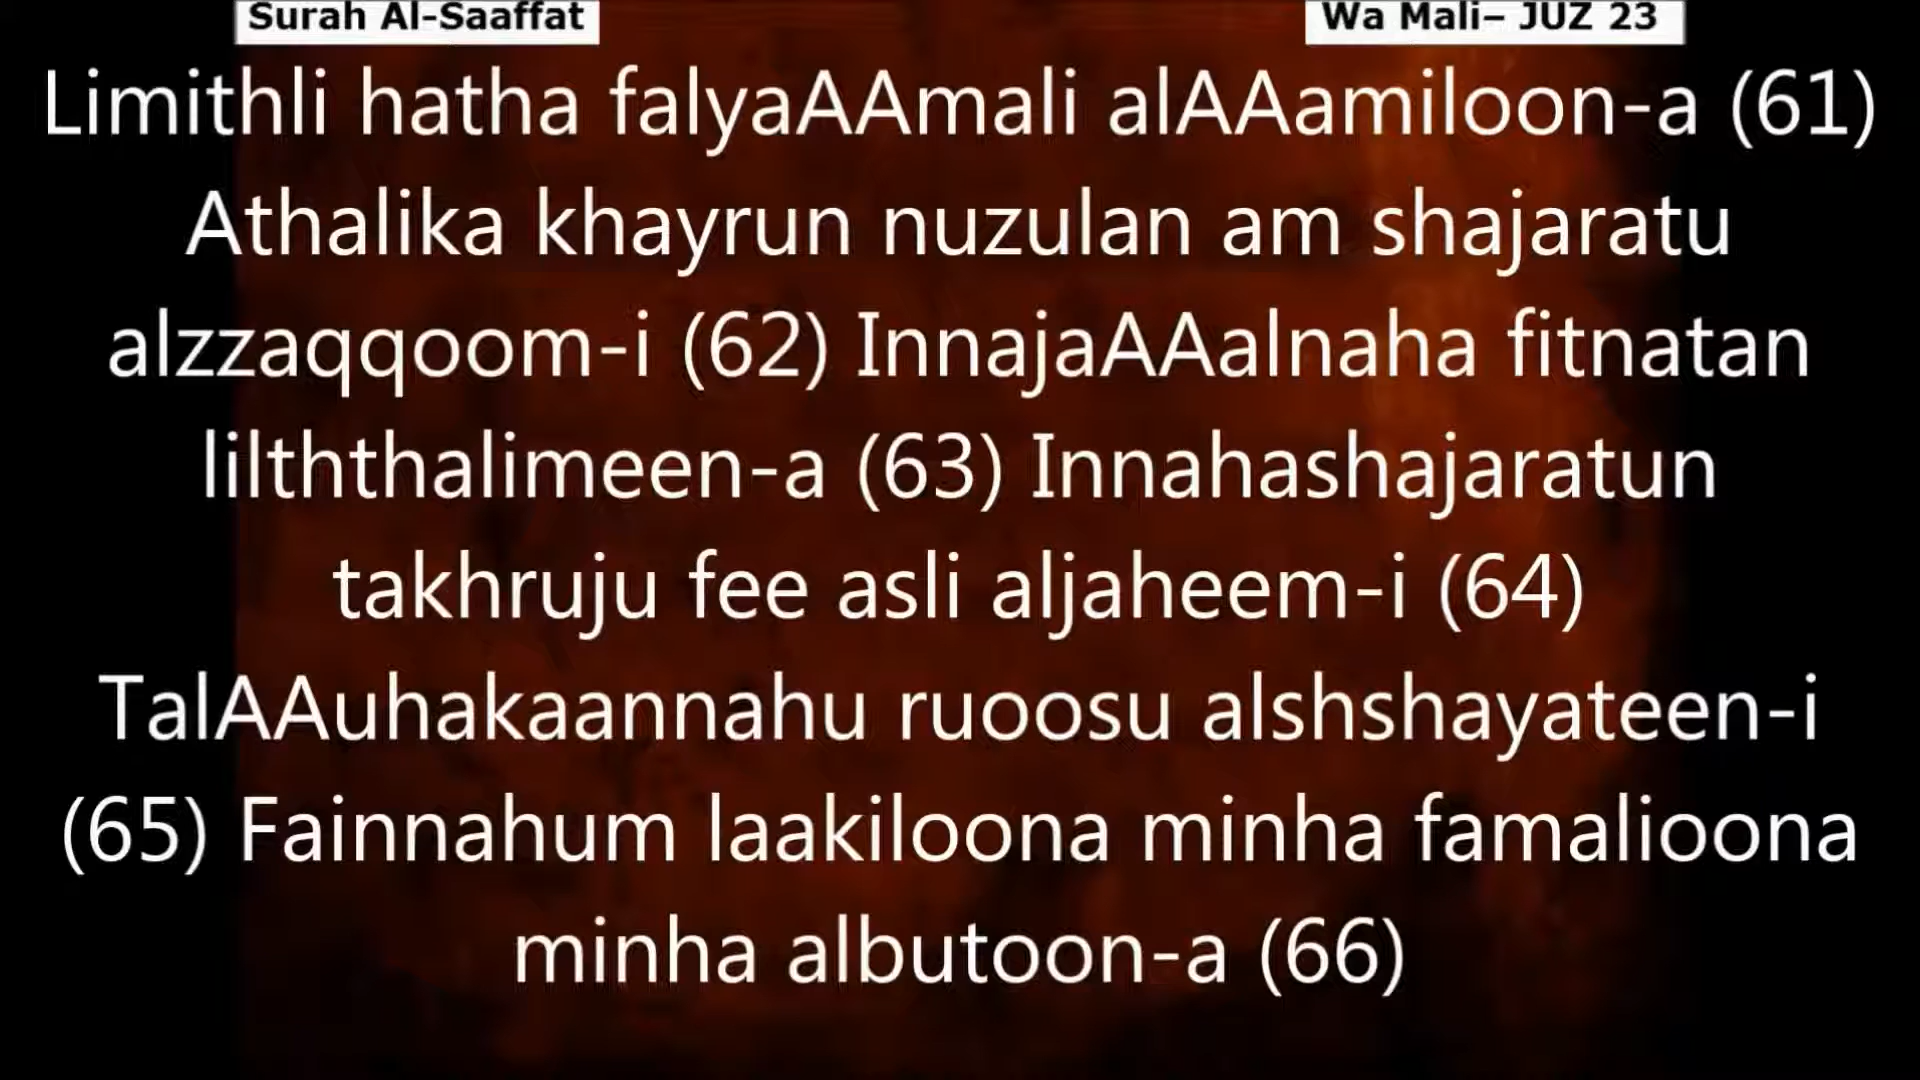 Surah Al-Saaffat
Wa Mali– JUZ 23
Limithli hatha falyaAAmali alAAamiloon-a (61)
Athalika khayrun nuzulan am shajaratu
alzzaqqoom-i (62) InnajaAAalnaha fitnatan
lilththalimeen-a (63) Innahashajaratun
takhruju fee asli aljaheem-i (64)
TalAAuhakaannahu ruoosu alshshayateen-i
(65) Fainnahum laakiloona minha famalioona
minha albutoon-a (66)